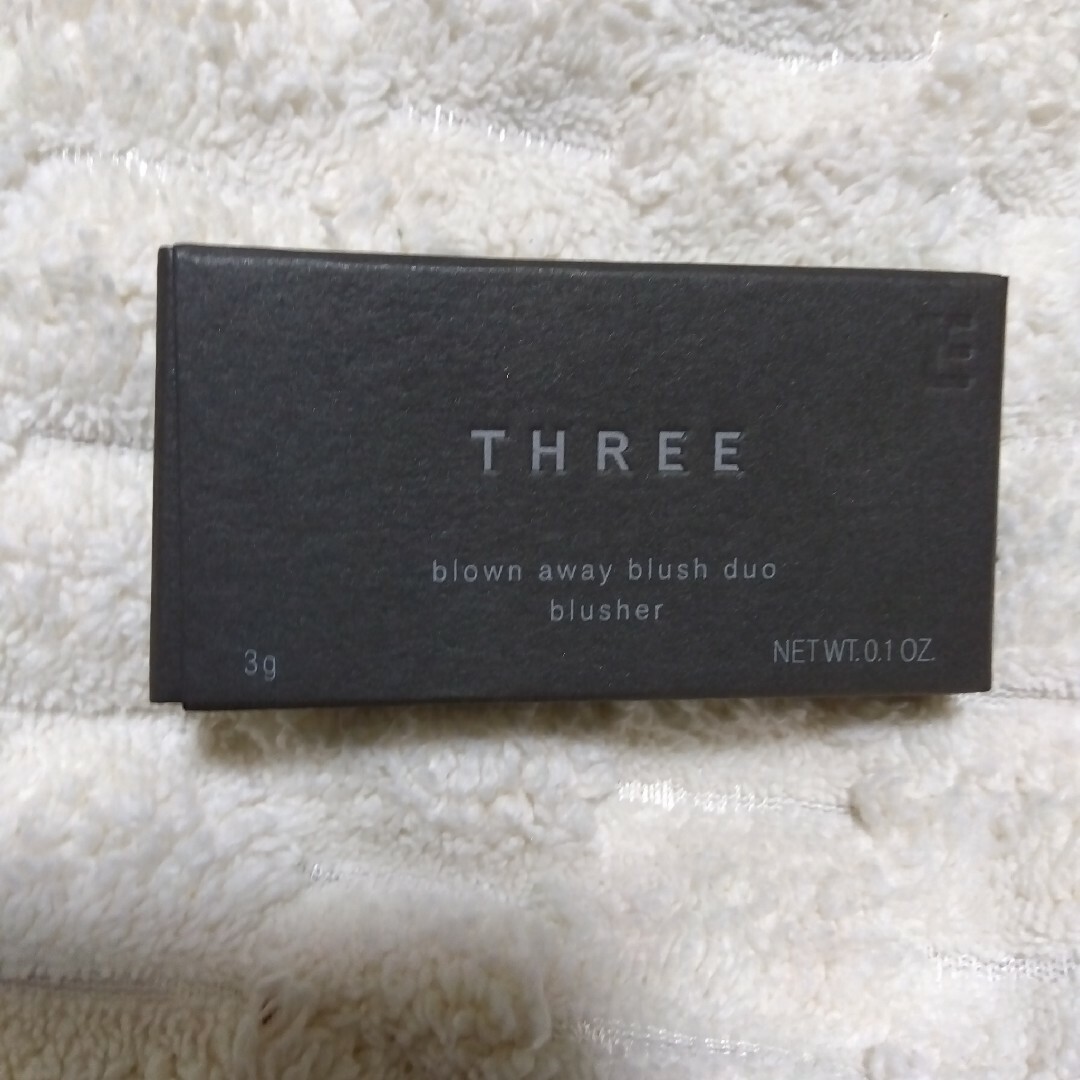 THREE
blown away blush duo
blusher
3g
NET WT. 0.1 OZ.